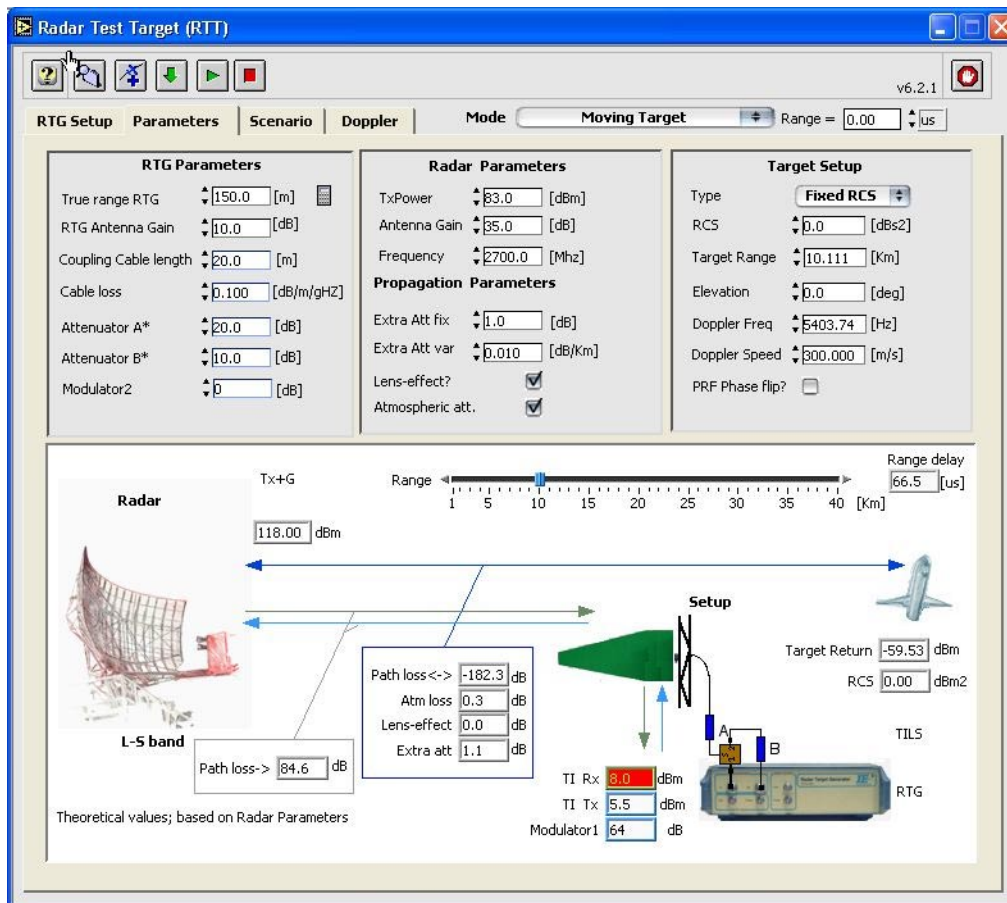 Radar Test Target (RTT)
v6.2.1
RTG Setup Parameters Scenario Doppler Mode Moving Target Range = 0.00 us
RTG Parameters
True range RTG 150.0 [m]
RTG Antenna Gain 10.0 [dB]
Coupling Cable length 20.0 [m]
Cable loss 0.100 [dB/m/gHZ]
Attenuator A* 20.0 [dB]
Attenuator B* 10.0 [dB]
Modulator2 0 [dB]
Radar Parameters
TxPower 83.0 [dBm]
Antenna Gain 35.0 [dB]
Frequency 2700.0 [Mhz]
Propagation Parameters
Extra Att fix 1.0 [dB]
Extra Att var 0.010 [dB/Km]
Lens-effect?
Atmospheric att.
Target Setup
Type Fixed RCS
RCS 0.0 [dBs2]
Target Range 10.111 [Km]
Elevation 0.0 [deg]
Doppler Freq 5403.74 [Hz]
Doppler Speed 300.000 [m/s]
PRF Phase flip?
Range delay
66.5 [us]
Tx+G
Range
1 5 10 15 20 25 30 35 40 [Km]
Radar
118.00 dBm
Setup
Path loss<-> -182.3 dB
Atm loss 0.3 dB
Lens-effect 0.0 dB
Extra att 1.1 dB
Target Return -59.53 dBm
RCS 0.00 dBm2
L-S band
Path loss-> 84.6 dB
A
B
TILS
RTG
TI Rx 8.0 dBm
TI Tx 5.5 dBm
Modulator1 64 dB
Theoretical values; based on Radar Parameters